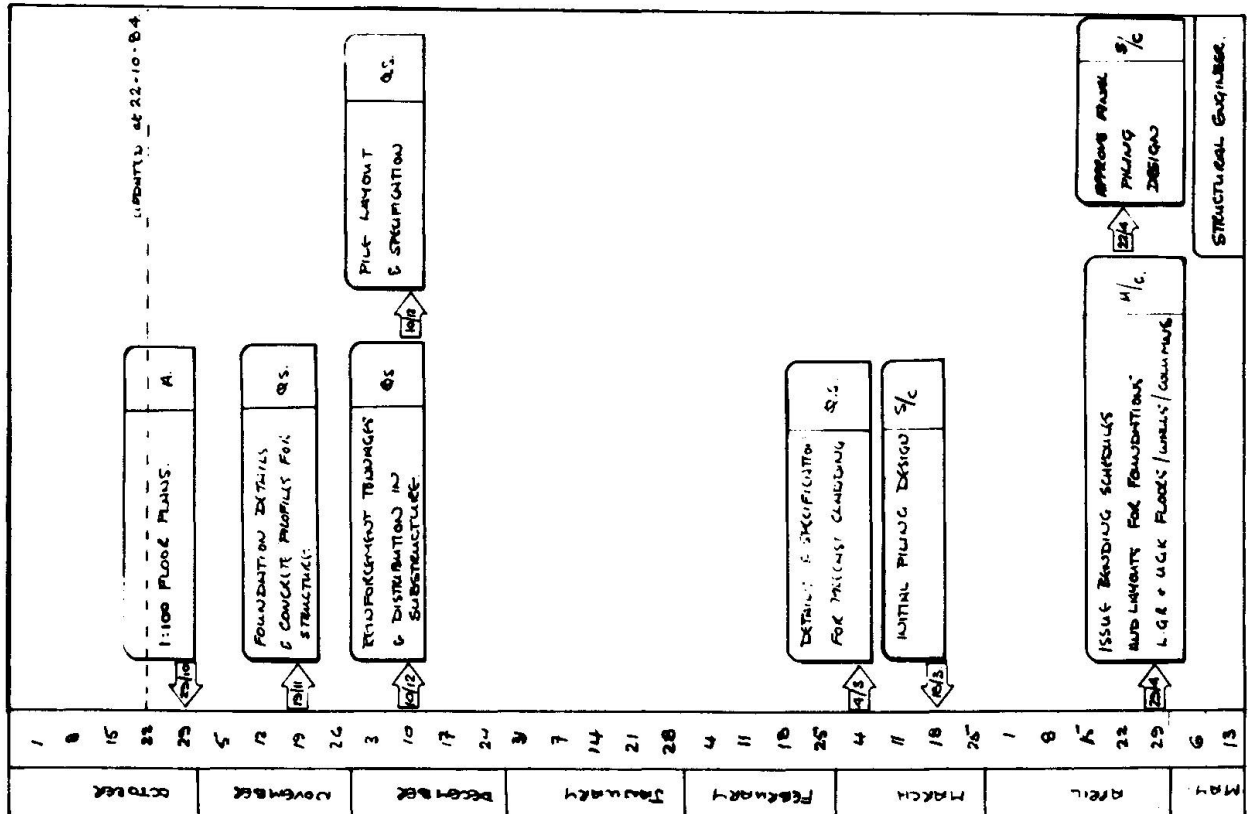 OCTOBER
NOVEMBER
DECEMBER
JANUARY
FEBRUARY
MARCH
APRIL
MAY
1
8
15
22
29
5
12
19
26
3
10
17
24
31
7
14
21
28
4
11
18
25
4
11
18
25
1
8
15
22
29
6
13
UPDATED at 22-10-84
1:100 FLOOR PLANS.
A.
29/10
FOUNDATION DETAILS
& CONCRETE PROFILES FOR
STRUCTURE
QS.
19/11
REINFORCEMENT TONNAGES
& DISTRIBUTION IN
SUBSTRUCTURE
QS
10/12
PILE LAYOUT
& SPECIFICATION
QS.
10/12
DETAILS & SPECIFICATION
FOR PRECAST CLADDING
Q.S.
4/3
INITIAL PILING DESIGN
S/C
18/3
ISSUE BENDING SCHEDULES
AND LAYOUTS FOR FOUNDATIONS
L.G.R + UGR FLOORS/WALLS/COLUMNS
M/C.
29/4
APPROVE FINAL
PILING
DESIGN
S/C
22/4
STRUCTURAL ENGINEER.